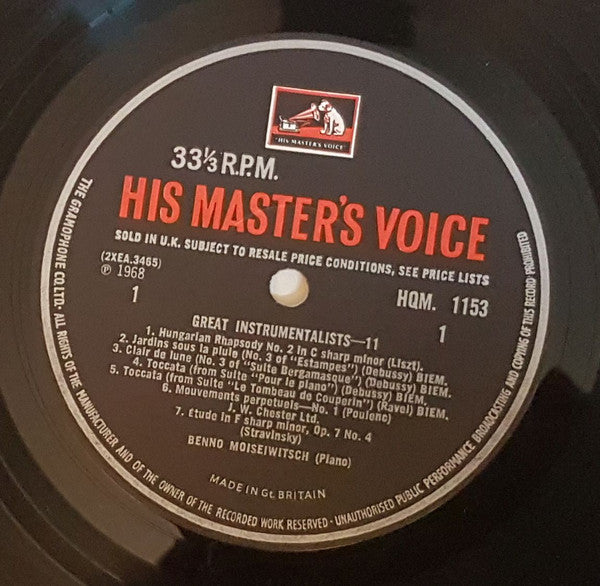 "HIS MASTER'S VOICE"
33⅓ R.P.M.
HIS MASTER'S VOICE
SOLD IN U.K. SUBJECT TO RESALE PRICE CONDITIONS, SEE PRICE LISTS
(2XEA.3465)
℗ 1968
HQM. 1153
1
1
GREAT INSTRUMENTALISTS—11
1. Hungarian Rhapsody No. 2 in C sharp minor (Liszt).
2. Jardins sous la pluie (No. 3 of "Estampes") (Debussy) BIEM.
3. Clair de lune (No. 3 of "Suite Bergamasque") (Debussy) BIEM.
4. Toccata (from Suite "Pour le piano") (Debussy) BIEM.
5. Toccata (from Suite "Le Tombeau de Couperin") (Ravel) BIEM.
6. Mouvements perpetuels—No. 1 (Poulenc)
J. W. Chester Ltd.
7. Etude in F sharp minor, Op. 7 No. 4
(Stravinsky)
BENNO MOISEIWITSCH (Piano)
MADE IN Gt. BRITAIN
THE GRAMOPHONE CO. LTD. ALL RIGHTS OF THE MANUFACTURER AND OF THE OWNER OF THE RECORDED WORK RESERVED · UNAUTHORISED PUBLIC PERFORMANCE BROADCASTING AND COPYING OF THIS RECORD PROHIBITED